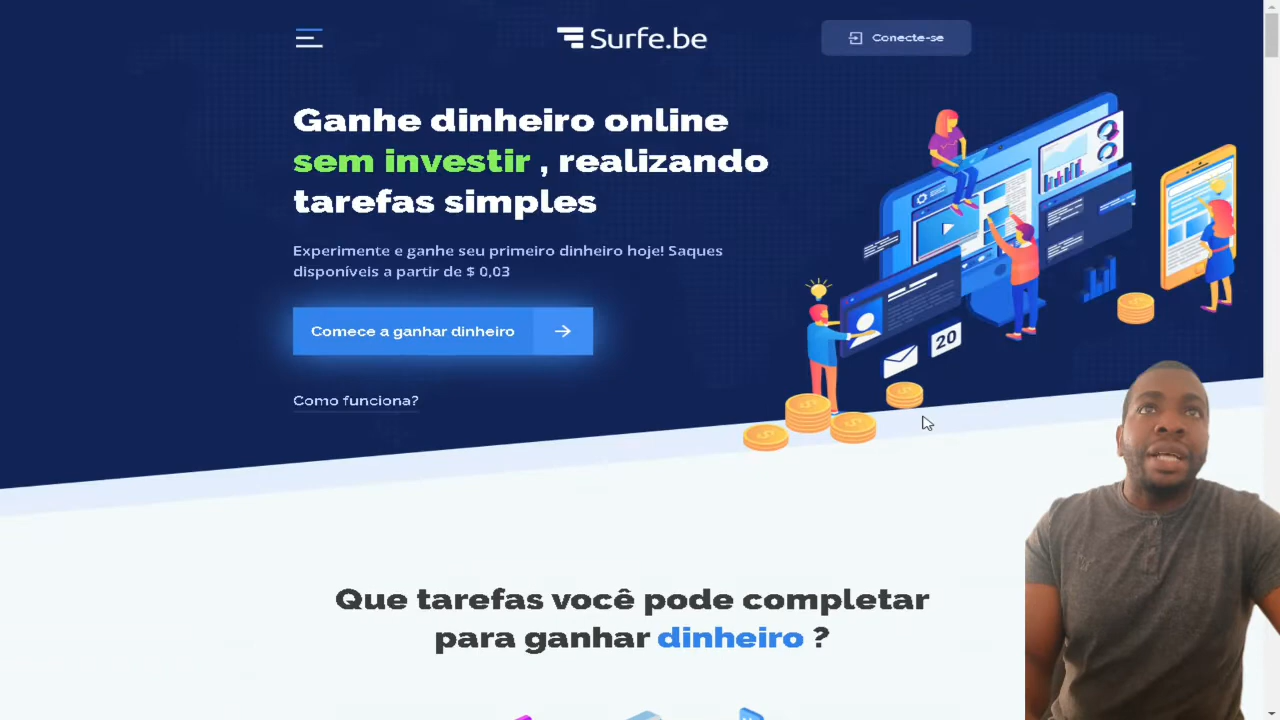 Surfe.be
Conecte-se
Ganhe dinheiro online
sem investir , realizando
tarefas simples
Experimente e ganhe seu primeiro dinheiro hoje! Saques
disponíveis a partir de $ 0,03
Comece a ganhar dinheiro
Como funciona?
20
Que tarefas você pode completar
para ganhar dinheiro ?